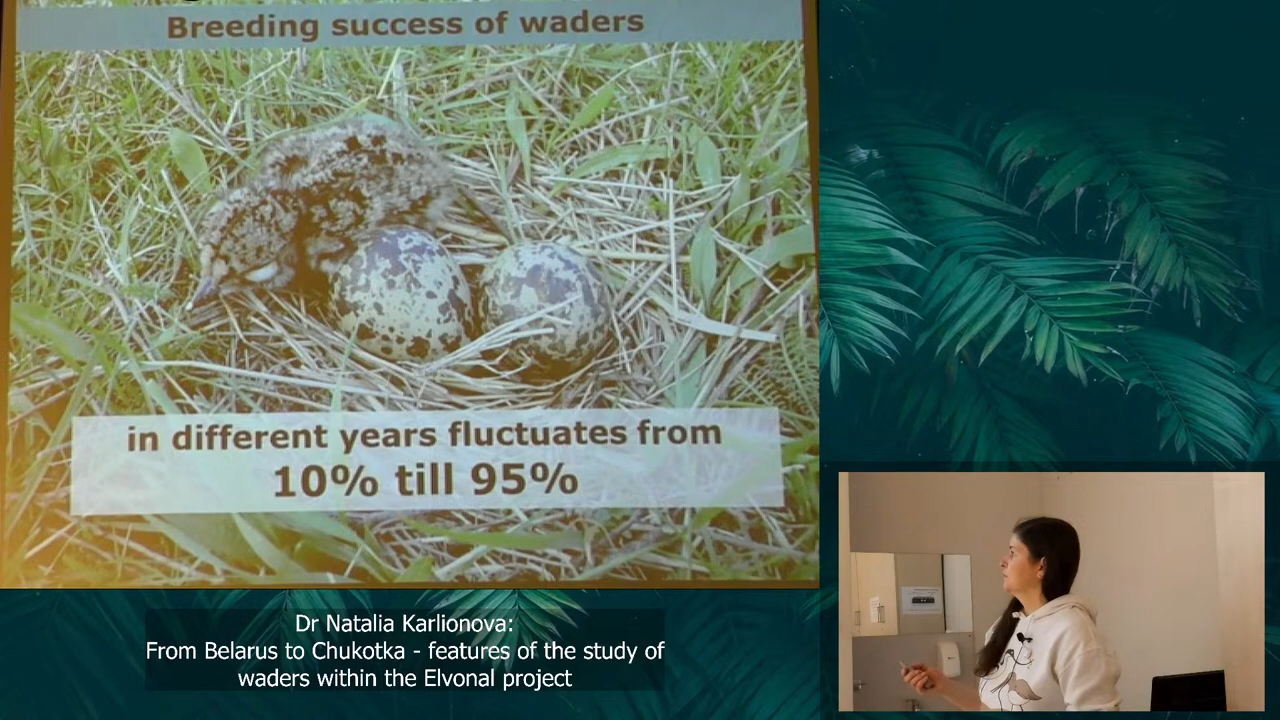 Breeding success of waders
in different years fluctuates from
10% till 95%
Dr Natalia Karlionova:
From Belarus to Chukotka - features of the study of
waders within the Elvonal project